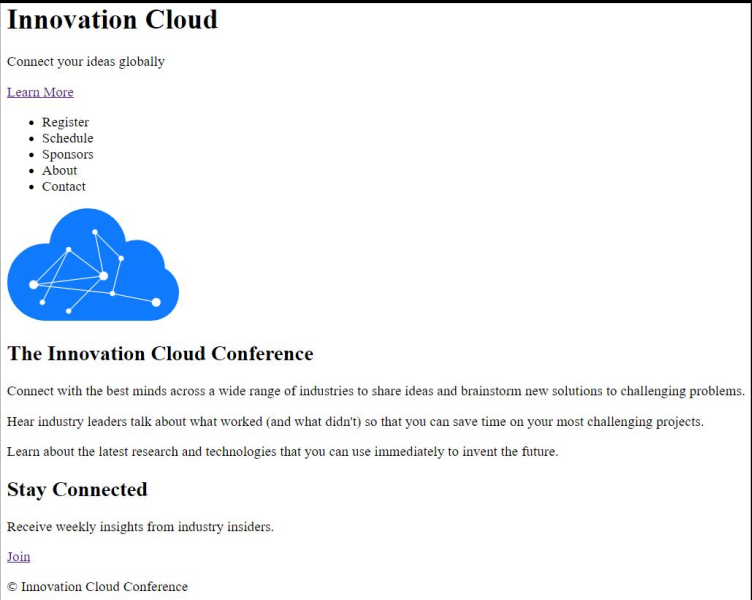 Innovation Cloud
Connect your ideas globally
Learn More
Register
Schedule
Sponsors
About
Contact
The Innovation Cloud Conference
Connect with the best minds across a wide range of industries to share ideas and brainstorm new solutions to challenging problems.
Hear industry leaders talk about what worked (and what didn't) so that you can save time on your most challenging projects.
Learn about the latest research and technologies that you can use immediately to invent the future.
Stay Connected
Receive weekly insights from industry insiders.
Join
© Innovation Cloud Conference